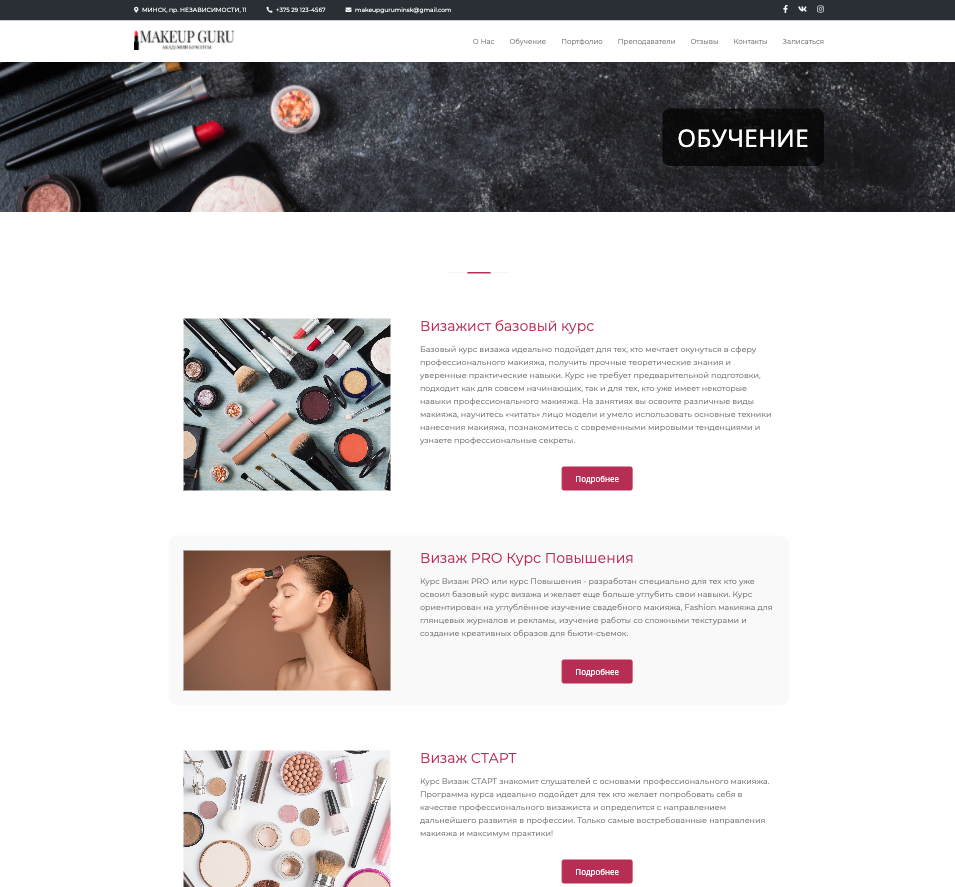 МИНСК, пр. НЕЗАВИСИМОСТИ, 11 +375 29 123-4567 makeupguruminsk@gmail.com
MAKEUP GURU
АКАДЕМИЯ КРАСОТЫ
О Нас Обучение Портфолио Преподаватели Отзывы Контакты Записаться
ОБУЧЕНИЕ
Визажист базовый курс
Базовый курс визажа идеально подойдет для тех, кто мечтает окунуться в сферу
профессионального макияжа, получить прочные теоретические знания и
уверенные практические навыки. Курс не требует предварительной подготовки,
подходит как для совсем начинающих, так и для тех, кто уже имеет некоторые
навыки профессионального макияжа. На занятиях вы освоите различные виды
макияжа, научитесь «читать» лицо модели и умело использовать основные техники
нанесения макияжа, познакомитесь с современными мировыми тенденциями и
узнаете профессиональные секреты.
Подробнее
Визаж PRO Курс Повышения
Курс Визаж PRO или курс Повышения - разработан специально для тех кто уже
освоил базовый курс визажа и желает еще больше углубить свои навыки. Курс
ориентирован на углублённое изучение свадебного макияжа, Fashion макияжа для
глянцевых журналов и рекламы, изучение работы со сложными текстурами и
создание креативных образов для бьюти-съемок.
Подробнее
Визаж СТАРТ
Курс Визаж СТАРТ знакомит слушателей с основами профессионального макияжа.
Программа курса идеально подойдет для тех кто желает попробовать себя в
качестве профессионального визажиста и определится с направлением
дальнейшего развития в профессии. Только самые востребованные направления
макияжа и максимум практики!
Подробнее